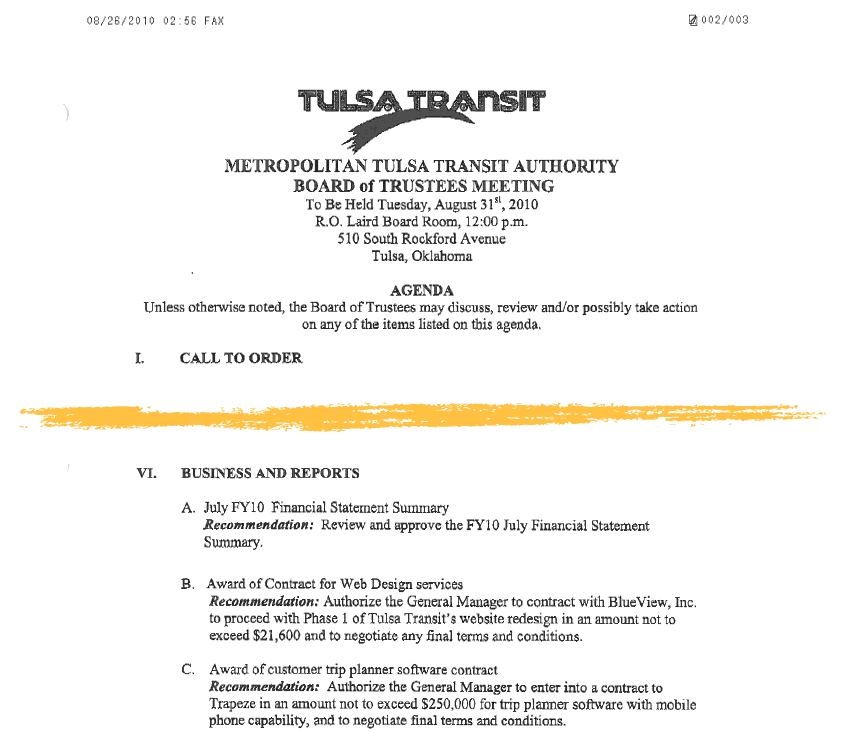 08/26/2010 02:56 FAX
002/003
TULSA TRANSIT
METROPOLITAN TULSA TRANSIT AUTHORITY
BOARD of TRUSTEES MEETING
To Be Held Tuesday, August 31st, 2010
R.O. Laird Board Room, 12:00 p.m.
510 South Rockford Avenue
Tulsa, Oklahoma
AGENDA
Unless otherwise noted, the Board of Trustees may discuss, review and/or possibly take action
on any of the items listed on this agenda.
I. CALL TO ORDER
VI. BUSINESS AND REPORTS
A. July FY10 Financial Statement Summary
Recommendation: Review and approve the FY10 July Financial Statement
Summary.
B. Award of Contract for Web Design services
Recommendation: Authorize the General Manager to contract with BlueView, Inc.
to proceed with Phase 1 of Tulsa Transit's website redesign in an amount not to
exceed $21,600 and to negotiate any final terms and conditions.
C. Award of customer trip planner software contract
Recommendation: Authorize the General Manager to enter into a contract to
Trapeze in an amount not to exceed $250,000 for trip planner software with mobile
phone capability, and to negotiate final terms and conditions.